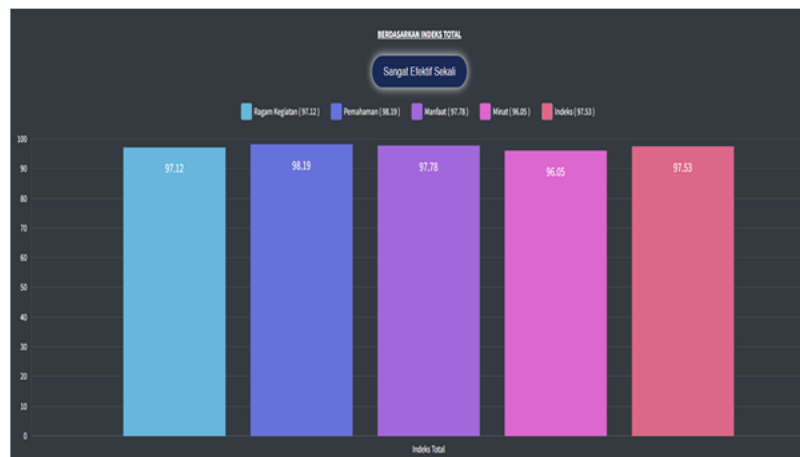 BERDASARKAN INDEKS TOTAL
Sangat Efektif Sekali
Ragam Kegiatan ( 97.12 ) Pemahaman ( 98.19 ) Manfaat ( 97.78 ) Minat ( 96.05 ) Indeks ( 97.53 )
100
97.12 98.19 97.78 96.05 97.53
90
80
70
60
50
40
30
20
10
0
Indeks Total